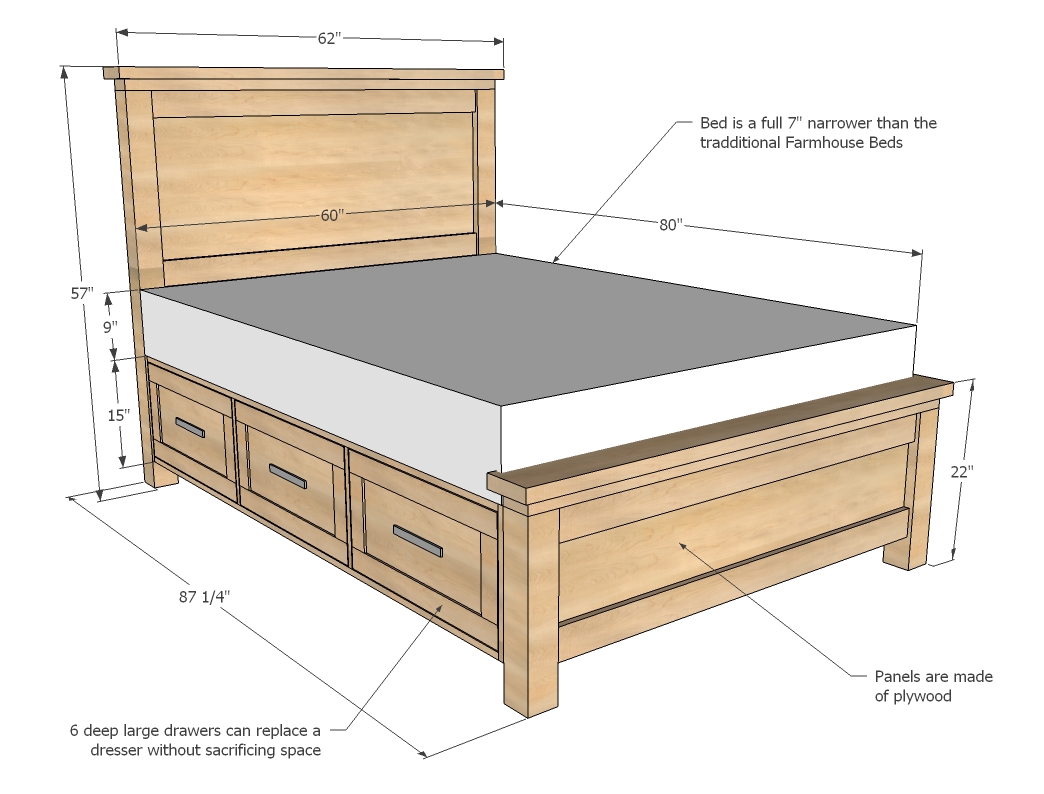 62"
Bed is a full 7" narrower than the
tradditional Farmhouse Beds
60"
80"
57"
9"
15"
22"
87 1/4"
Panels are made
of plywood
6 deep large drawers can replace a
dresser without sacrificing space